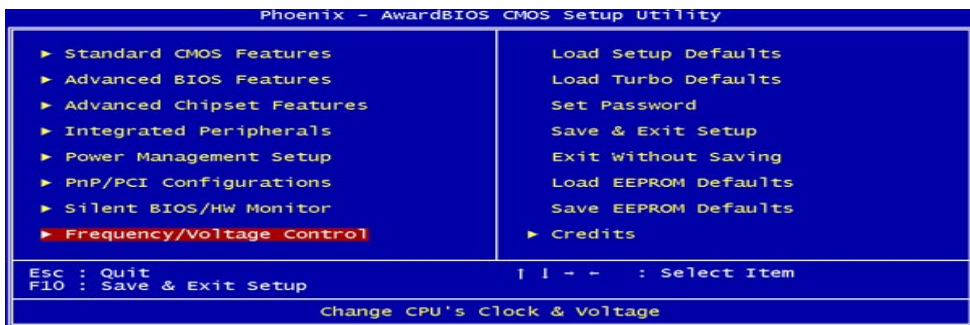 Phoenix - AwardBIOS CMOS Setup Utility
► Standard CMOS Features
► Advanced BIOS Features
► Advanced Chipset Features
► Integrated Peripherals
► Power Management Setup
► PnP/PCI Configurations
► Silent BIOS/HW Monitor
► Frequency/Voltage Control
Load Setup Defaults
Load Turbo Defaults
Set Password
Save & Exit Setup
Exit Without Saving
Load EEPROM Defaults
Save EEPROM Defaults
► Credits
Esc : Quit
F10 : Save & Exit Setup
↑ ↓ → ← : Select Item
Change CPU's Clock & Voltage